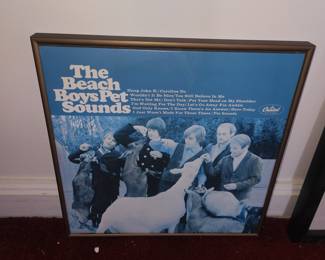 The
Beach
Boys Pet
Sounds
Sloop John B./Caroline No
Wouldn't It Be Nice/You Still Believe In Me
That's Not Me/Don't Talk (Put Your Head on My Shoulder
I'm Waiting For The Day/Let's Go Away For Awhile
God Only Knows/I Know There's An Answer/Here Today
I Just Wasn't Made For These Times/Pet Sounds
Capitol